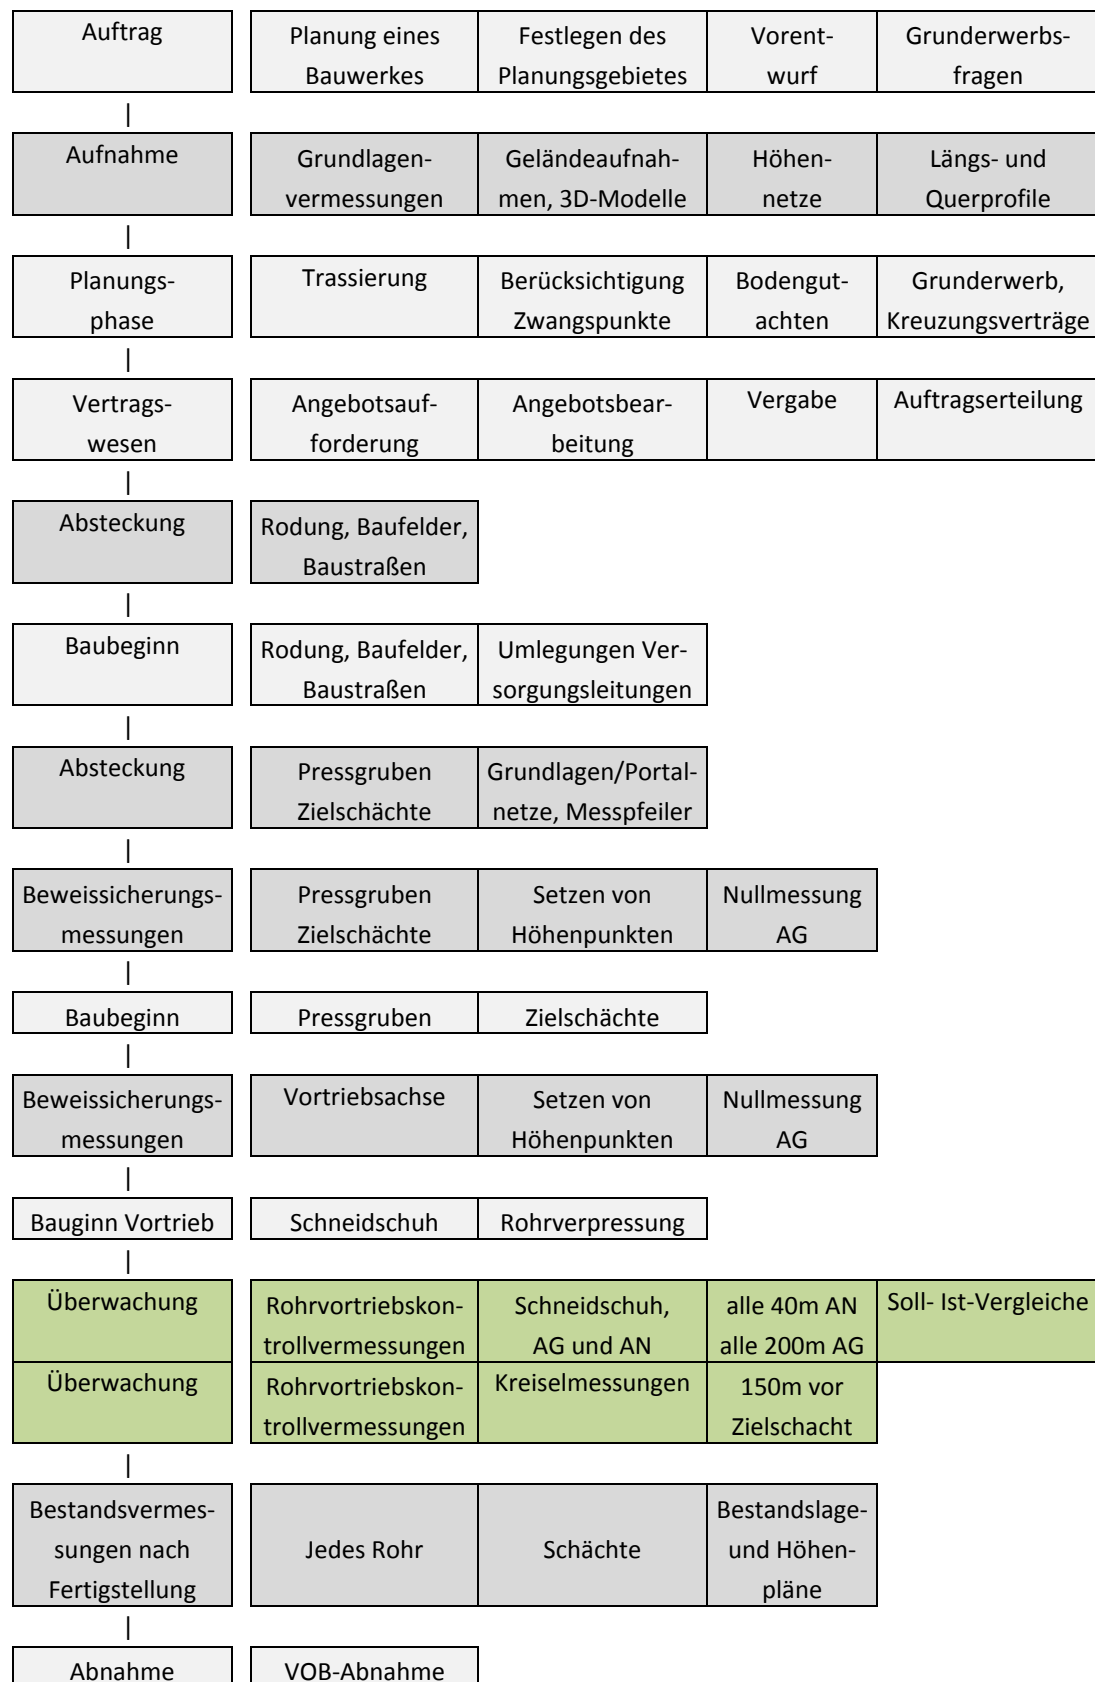 Auftrag
Planung eines
Bauwerkes
Festlegen des
Planungsgebietes
Vorent-
wurf
Grunderwerbs-
fragen
Aufnahme
Grundlagen-
vermessungen
Geländeaufnah-
men, 3D-Modelle
Höhen-
netze
Längs- und
Querprofile
Planungs-
phase
Trassierung
Berücksichtigung
Zwangspunkte
Bodengut-
achten
Grunderwerb,
Kreuzungsverträge
Vertrags-
wesen
Angebotsauf-
forderung
Angebotsbear-
beitung
Vergabe
Auftragserteilung
Absteckung
Rodung, Baufelder,
Baustraßen
Baubeginn
Rodung, Baufelder,
Baustraßen
Umlegungen Ver-
sorgungsleitungen
Absteckung
Pressgruben
Zielschächte
Grundlagen/Portal-
netze, Messpfeiler
Beweissicherungs-
messungen
Pressgruben
Zielschächte
Setzen von
Höhenpunkten
Nullmessung
AG
Baubeginn
Pressgruben
Zielschächte
Beweissicherungs-
messungen
Vortriebsachse
Setzen von
Höhenpunkten
Nullmessung
AG
Bauginn Vortrieb
Schneidschuh
Rohrverpressung
Überwachung
Rohrvortriebskon-
trollvermessungen
Schneidschuh,
AG und AN
alle 40m AN
alle 200m AG
Soll- Ist-Vergleiche
Überwachung
Rohrvortriebskon-
trollvermessungen
Kreiselmessungen
150m vor
Zielschacht
Bestandsvermes-
sungen nach
Fertigstellung
Jedes Rohr
Schächte
Bestandslage-
und Höhen-
pläne
Abnahme
VOB-Abnahme